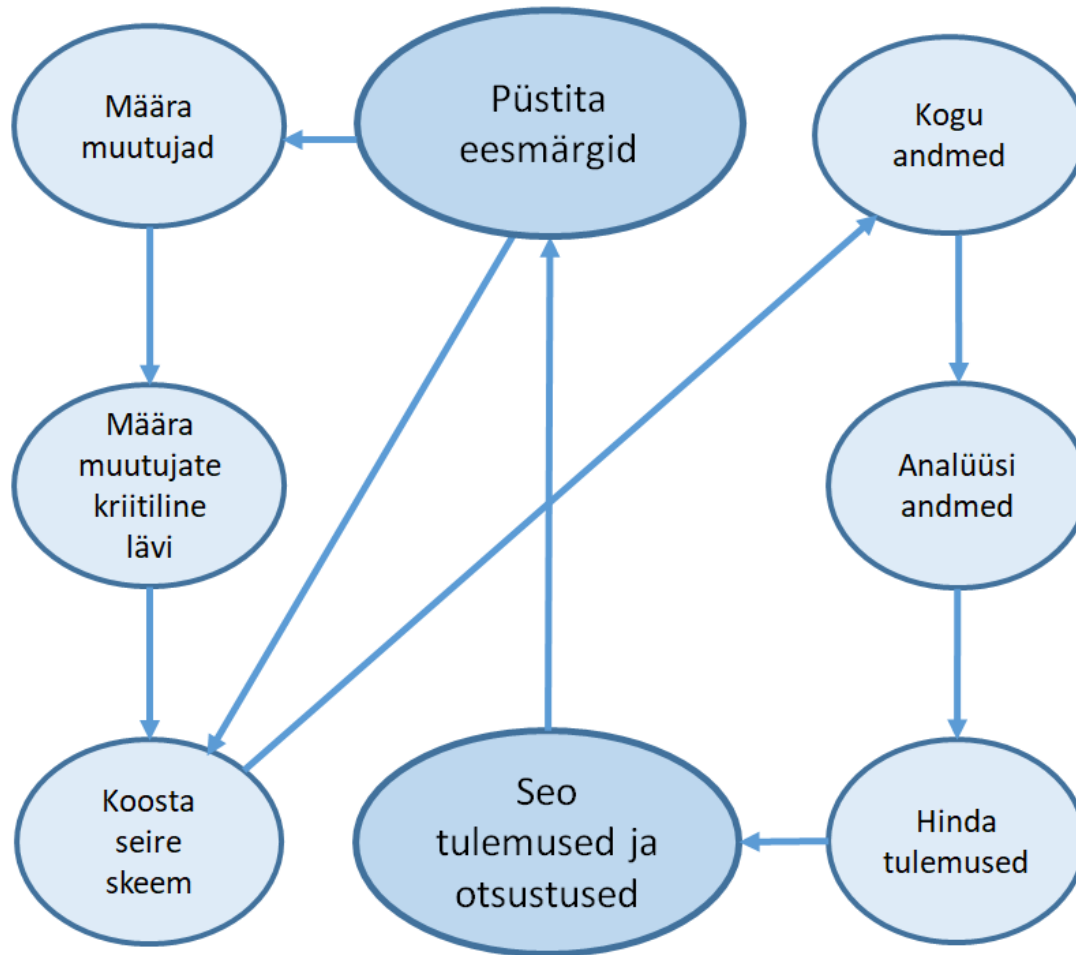 Määra
muutujad
Püstita
eesmärgid
Kogu
andmed
Määra
muutujate
kriitiline
lävi
Analüüsi
andmed
Koosta
seire
skeem
Seo
tulemused ja
otsustused
Hinda
tulemused